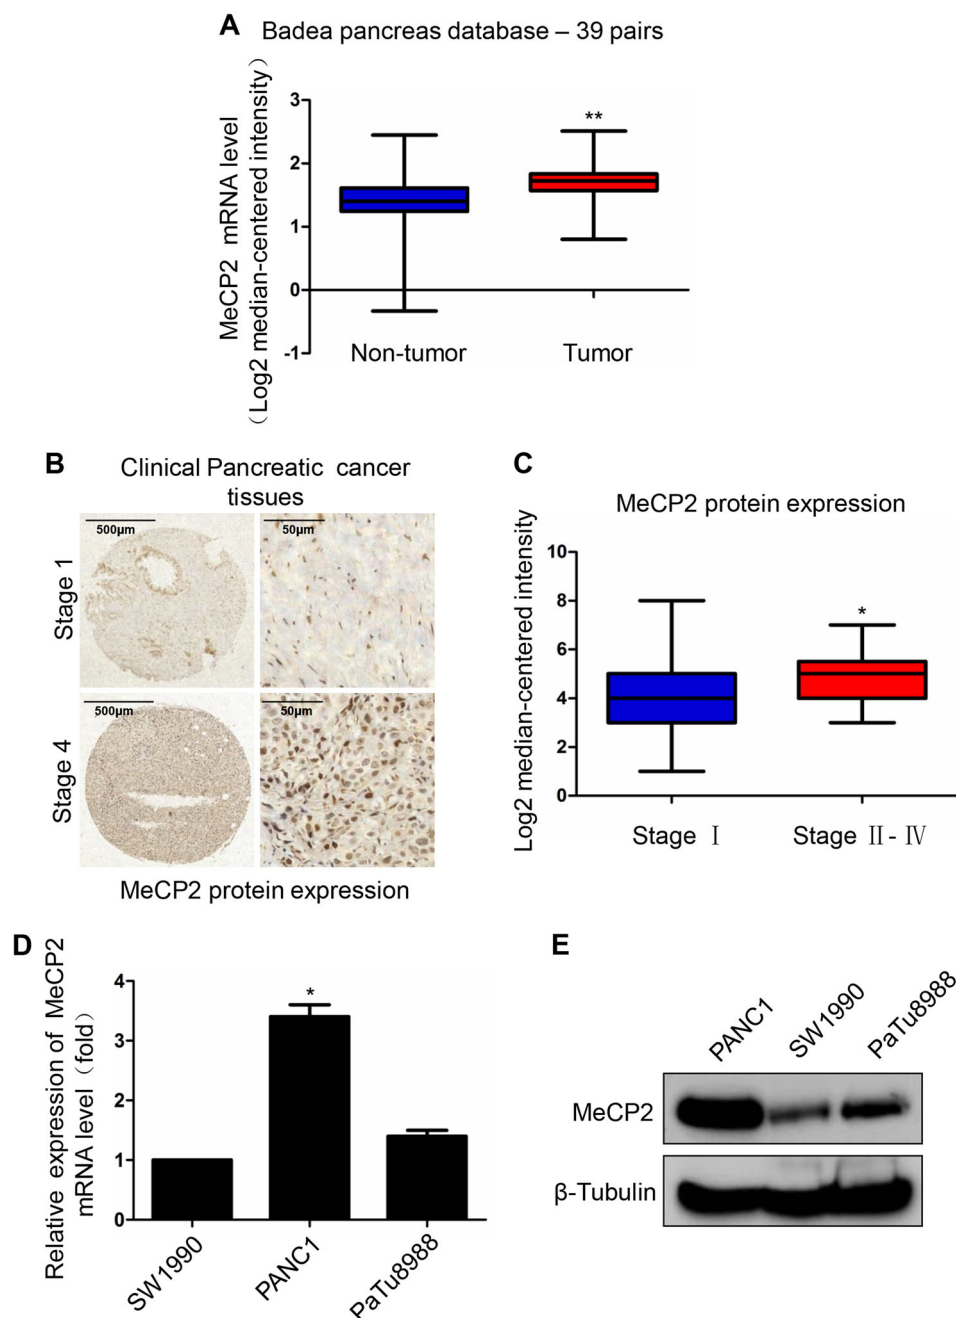 A Badea pancreas database – 39 pairs
MeCP2 mRNA level
(Log2 median-centered intensity)
3
**
2
1
0
-1
Non-tumor Tumor
B
Clinical Pancreatic cancer
tissues
500µm 50µm
Stage 1
500µm 50µm
Stage 4
MeCP2 protein expression
C
MeCP2 protein expression
Log2 median-centered intensity
10
8
*
6
4
2
0
Stage Ⅰ Stage Ⅱ - Ⅳ
D
Relative expression of MeCP2
mRNA level (fold)
4
*
3
2
1
0
SW1990 PANC1 PaTu8988
E
PANC1 SW1990 PaTu8988
MeCP2
β-Tubulin